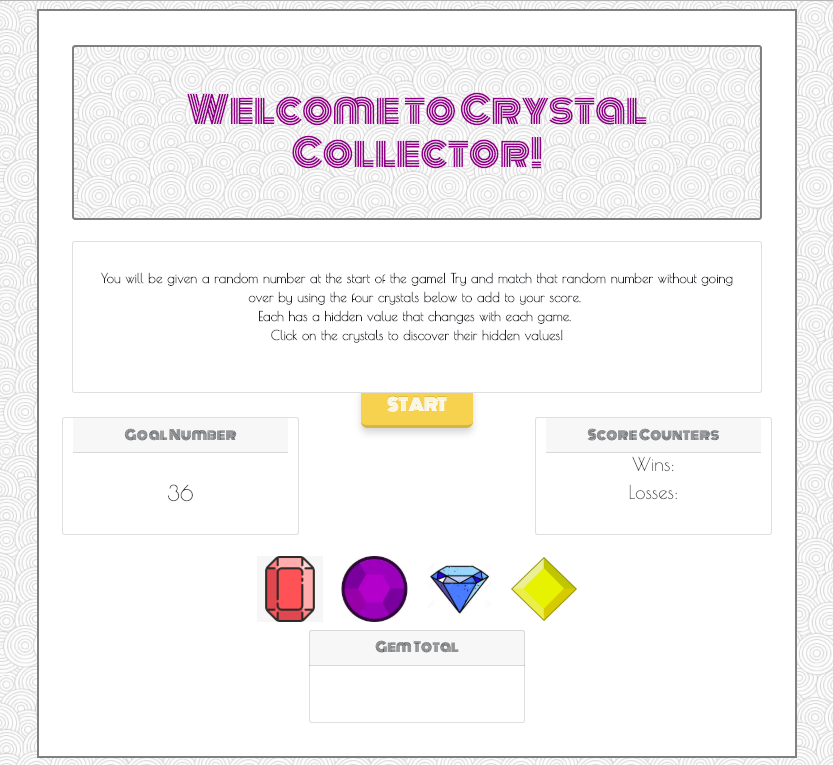 Welcome to Crystal
Collector!
You will be given a random number at the start of the game! Try and match that random number without going
over by using the four crystals below to add to your score.
Each has a hidden value that changes with each game.
Click on the crystals to discover their hidden values!
START
Goal Number
36
Score Counters
Wins:
Losses:
Gem Total